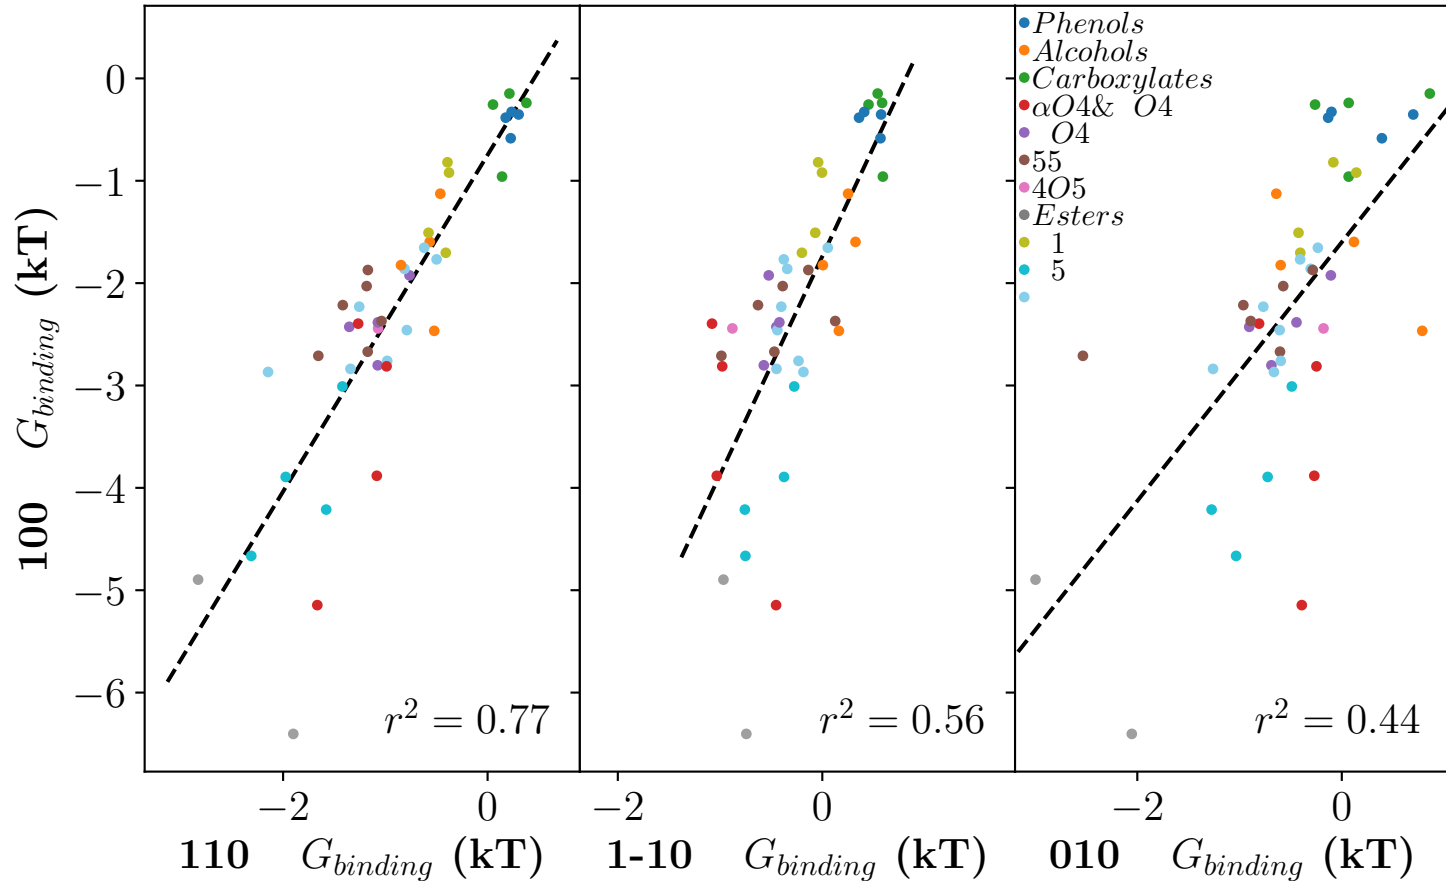 100 G_binding (kT)
0
−1
−2
−3
−4
−5
−6
r² = 0.77
r² = 0.56
r² = 0.44
Phenols
Alcohols
Carboxylates
αO4& O4
O4
55
4O5
Esters
1
5
−2 0
−2 0
−2 0
110 G_binding (kT)
1-10 G_binding (kT)
010 G_binding (kT)